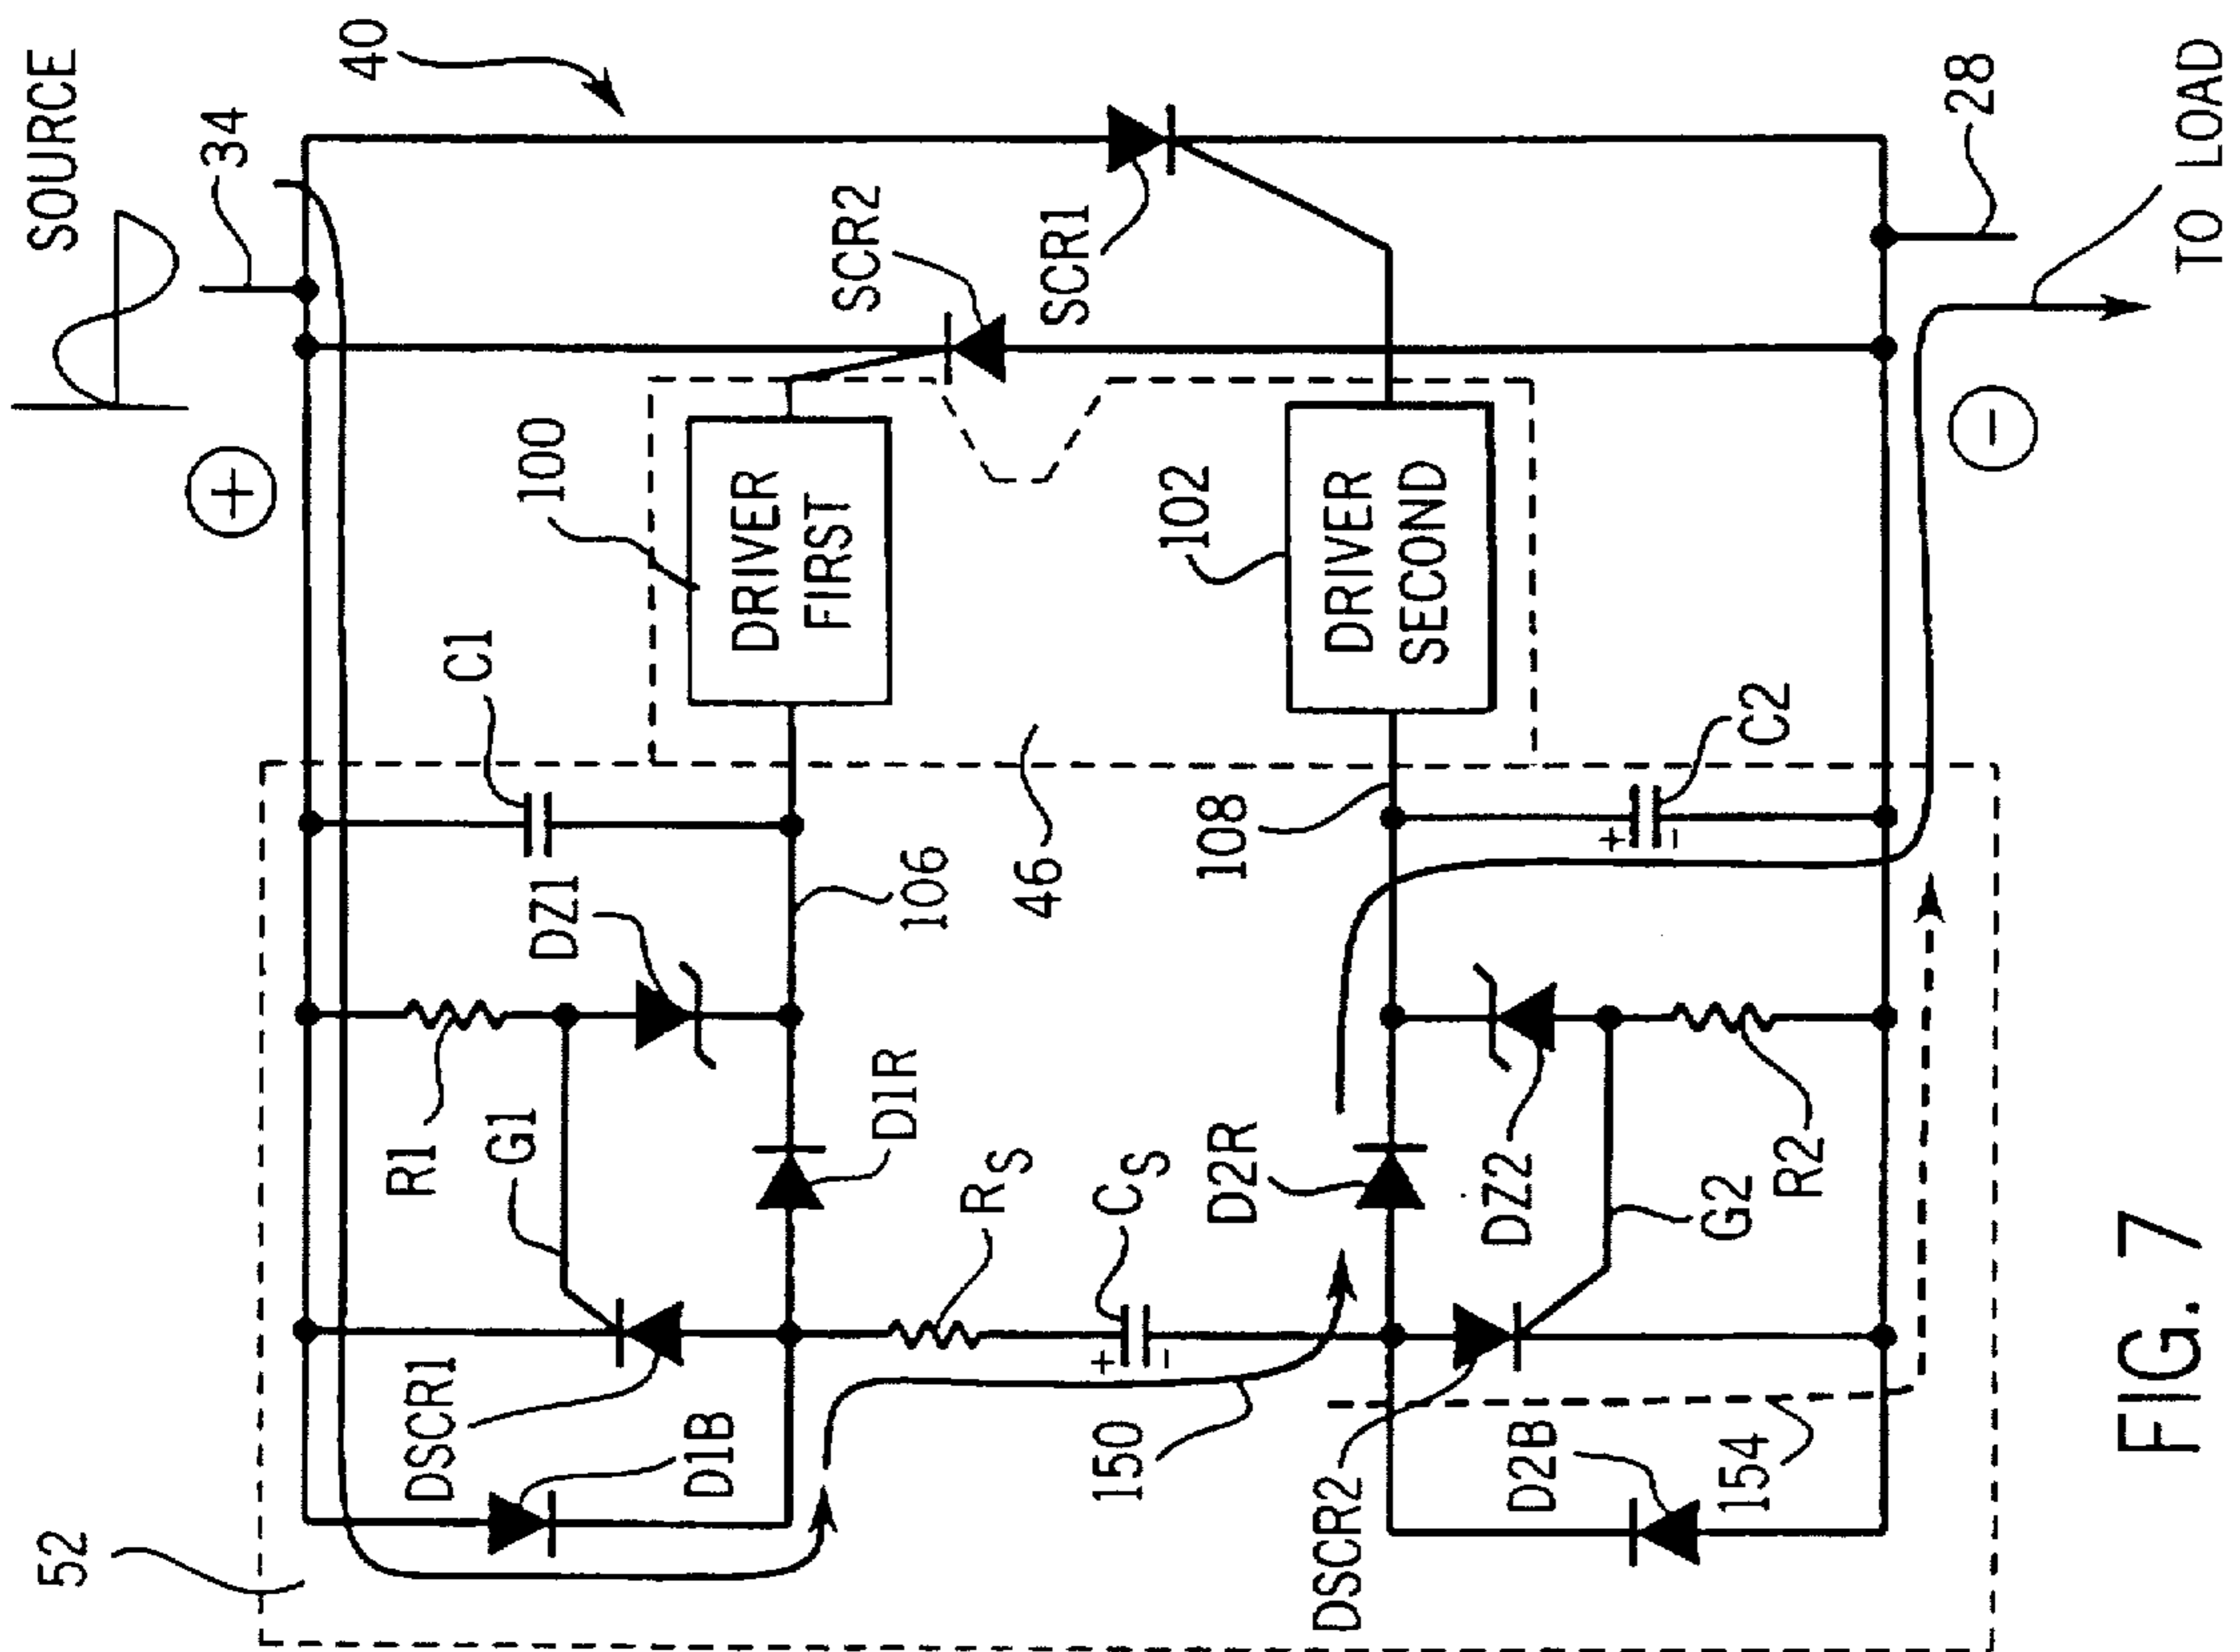 SOURCE
34
40
+
SCR2
SCR1
100
DRIVER
FIRST
102
DRIVER
SECOND
28
TO LOAD
−
C1
DZ1
106
46
108
+
−
C2
R1
G1
D1R
RS
CS
+
−
D2R
DZ2
G2
R2
52
DSCR1
D1B
150
DSCR2
D2B
154
FIG. 7